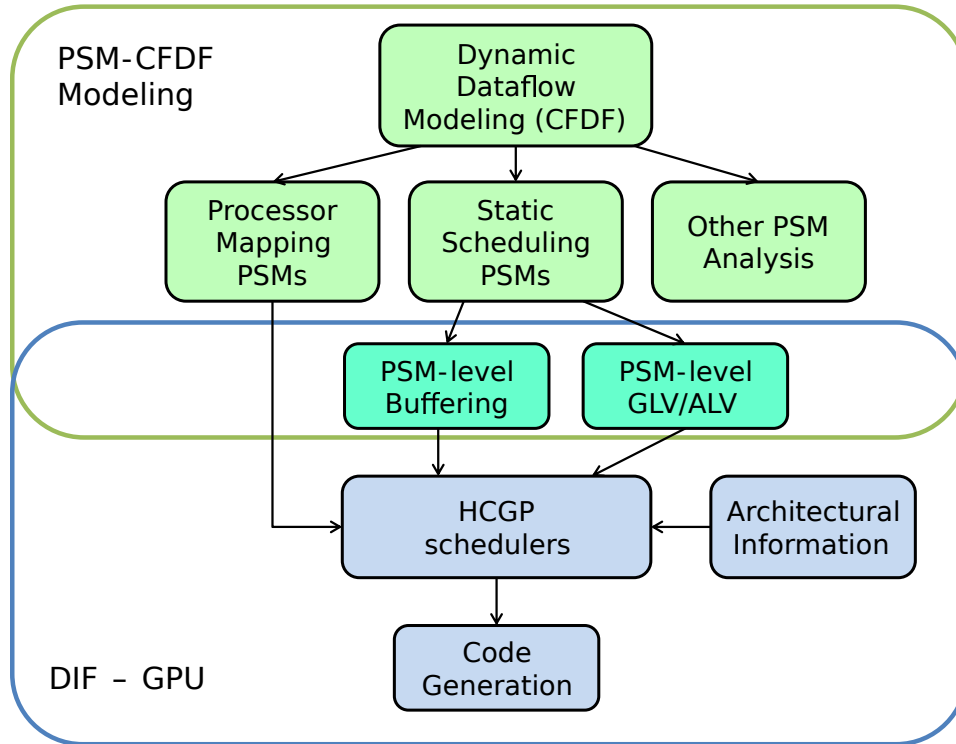 PSM-CFDF
Modeling
Dynamic
Dataflow
Modeling (CFDF)
Processor
Mapping
PSMs
Static
Scheduling
PSMs
Other PSM
Analysis
PSM-level
Buffering
PSM-level
GLV/ALV
HCGP
schedulers
Architectural
Information
Code
Generation
DIF – GPU